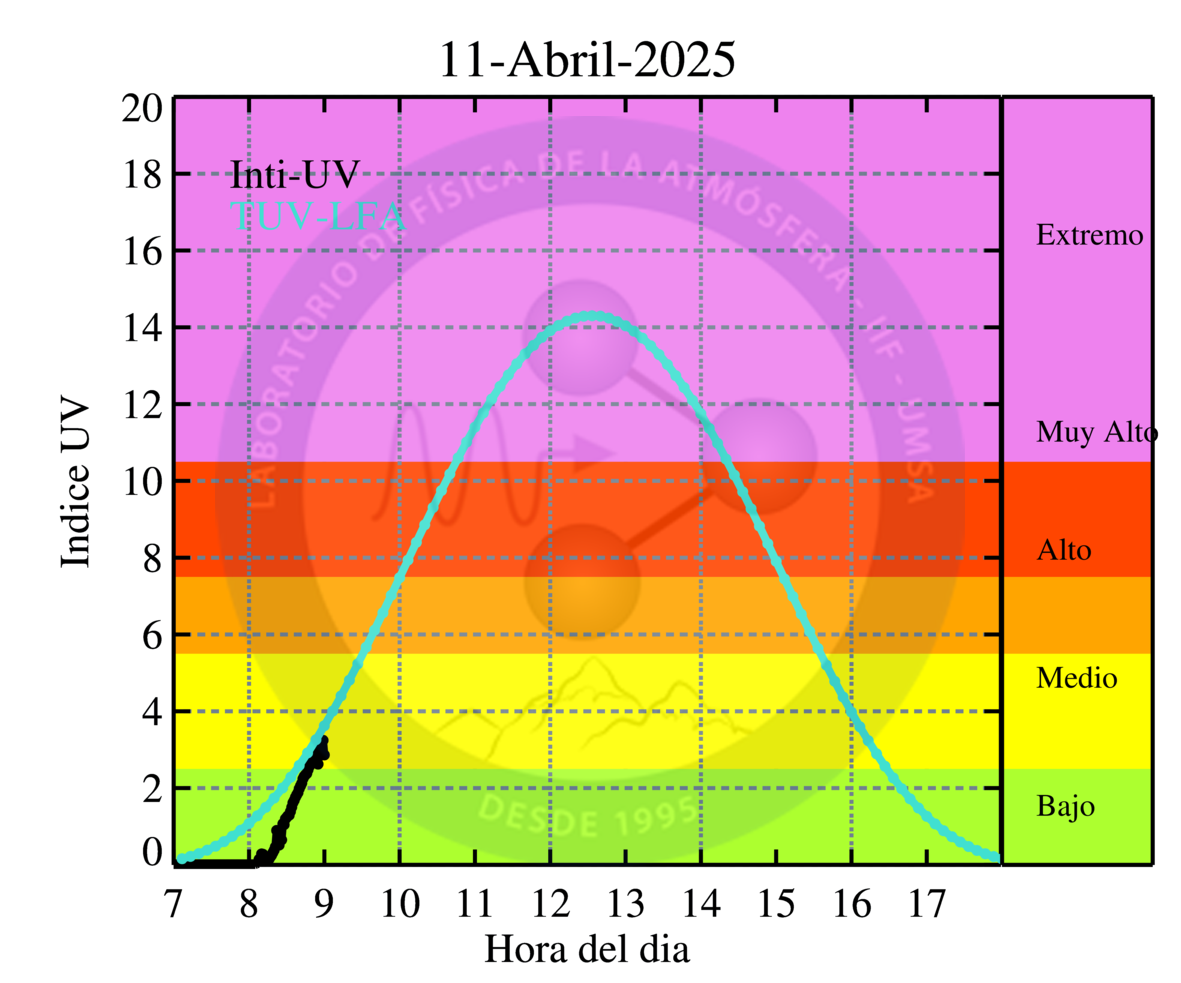 11-Abril-2025
20
18
16
14
12
10
8
6
4
2
0
Indice UV
Inti-UV
TUV-LFA
LABORATORIO DE FÍSICA DE LA ATMÓSFERA - IIF - UMSA
DESDE 1995
Extremo
Muy Alto
Alto
Medio
Bajo
7 8 9 10 11 12 13 14 15 16 17
Hora del dia